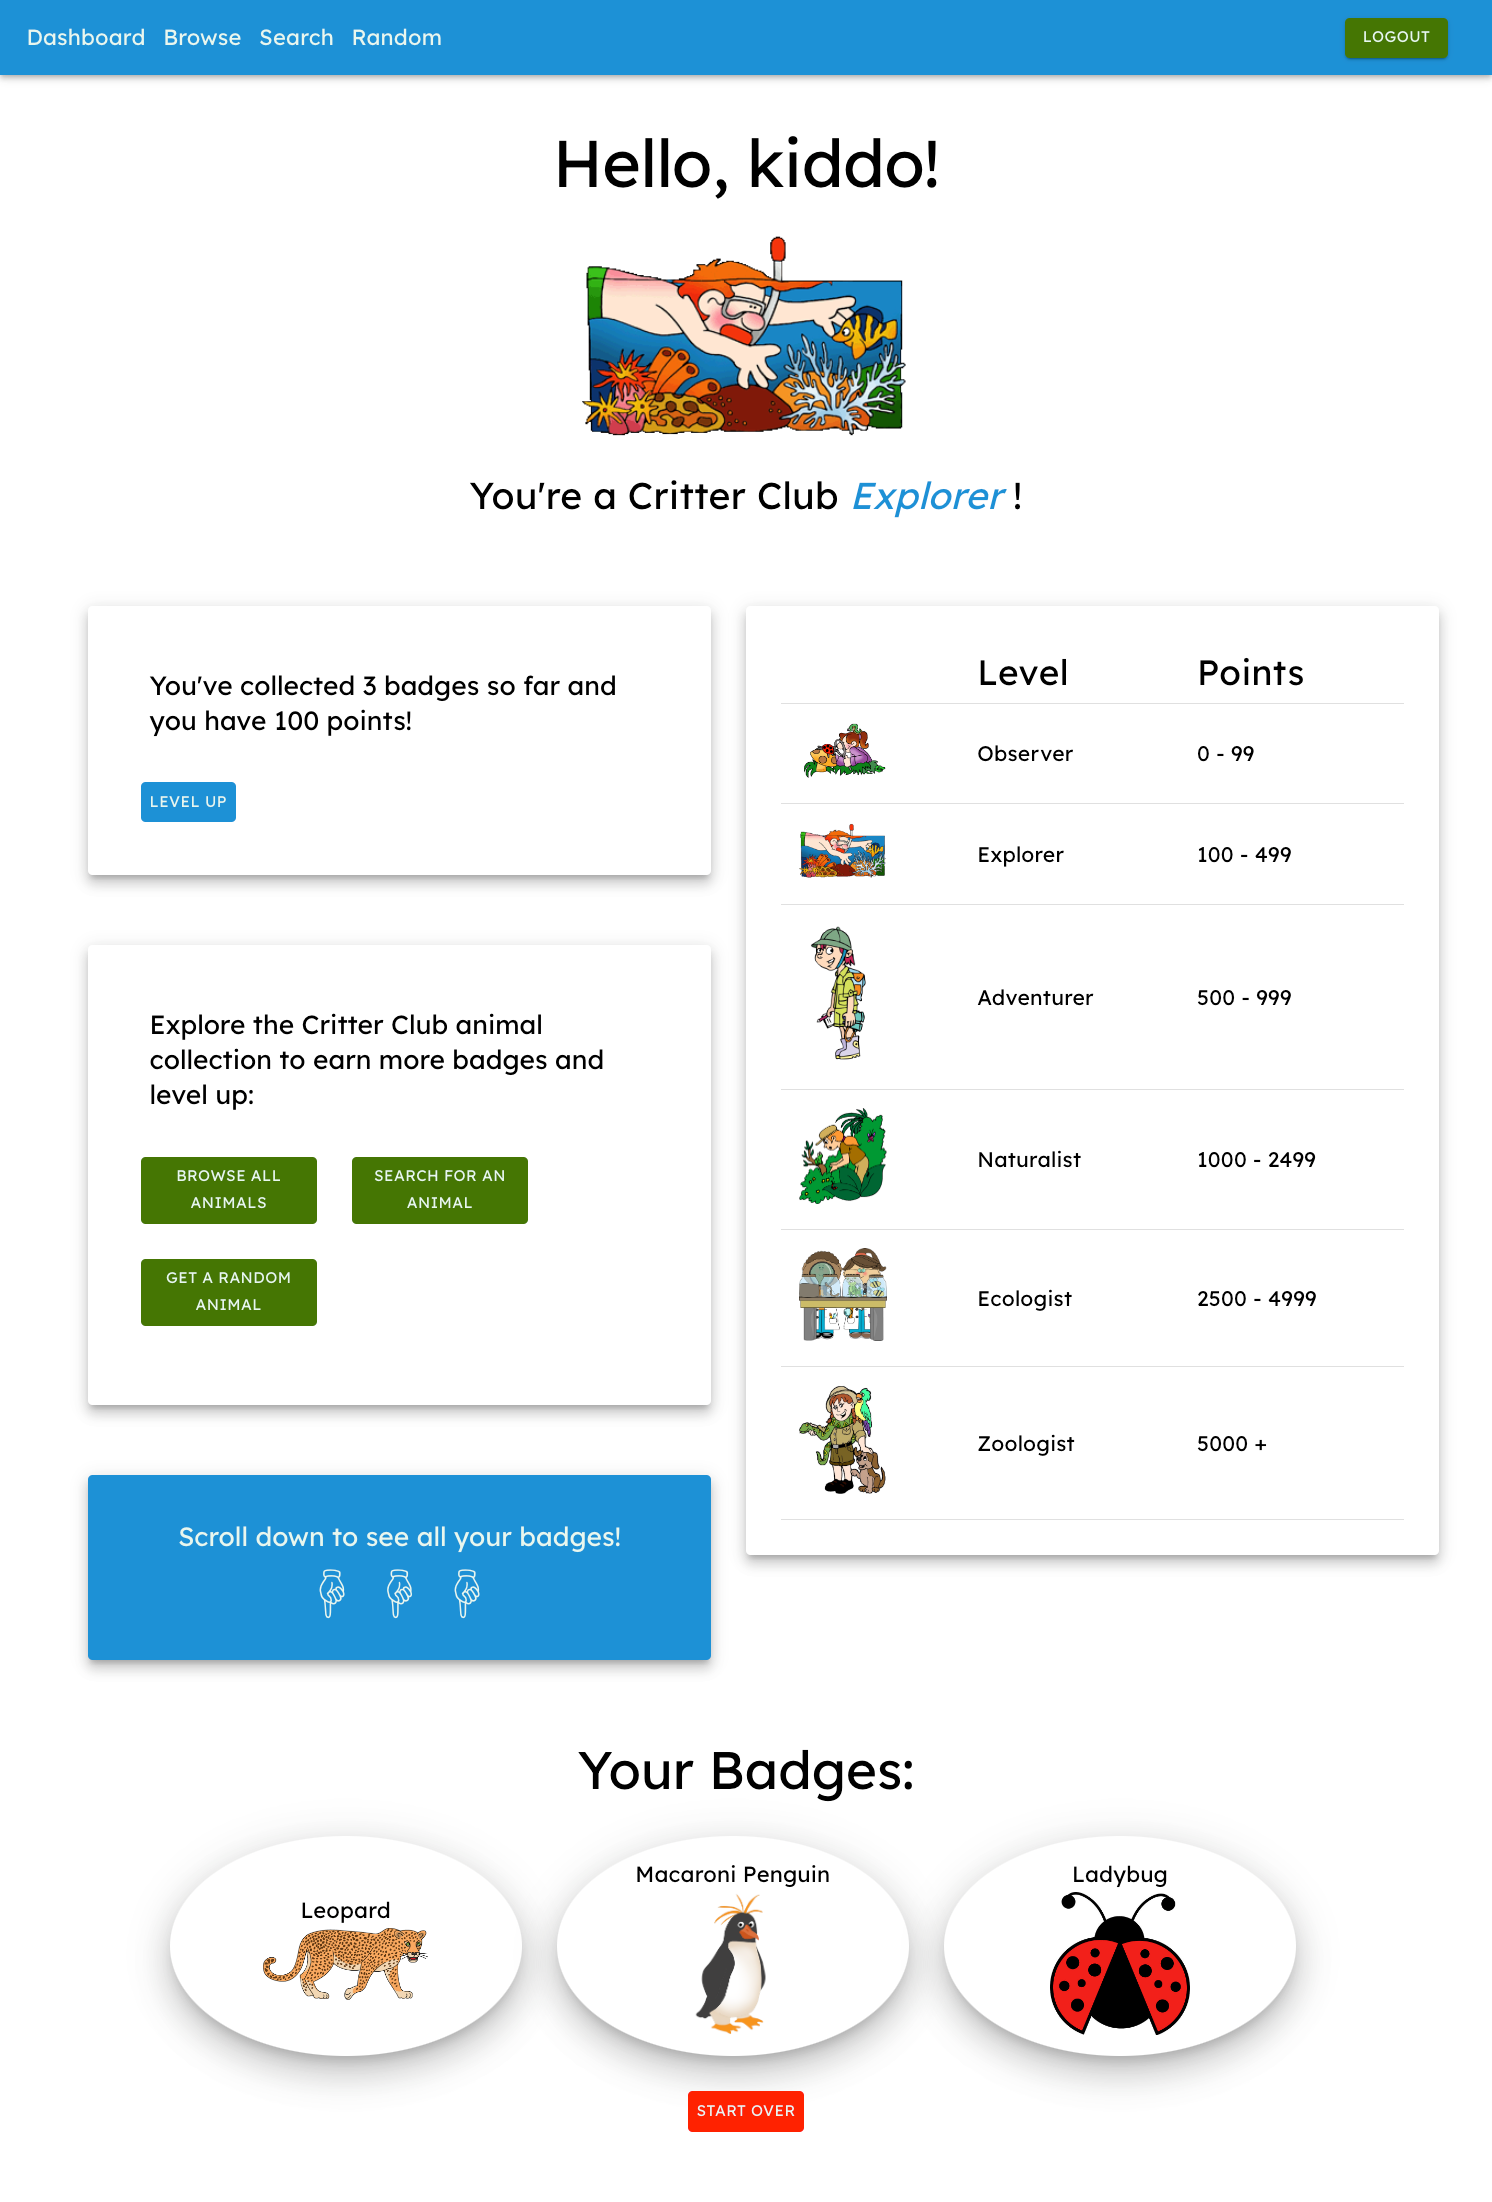 Dashboard Browse Search Random
LOGOUT
Hello, kiddo!
You're a Critter Club Explorer !
You've collected 3 badges so far and
you have 100 points!
LEVEL UP
Explore the Critter Club animal
collection to earn more badges and
level up:
BROWSE ALL
ANIMALS
SEARCH FOR AN
ANIMAL
GET A RANDOM
ANIMAL
Scroll down to see all your badges!
Level Points
Observer 0 - 99
Explorer 100 - 499
Adventurer 500 - 999
Naturalist 1000 - 2499
Ecologist 2500 - 4999
Zoologist 5000 +
Your Badges:
Leopard
Macaroni Penguin
Ladybug
START OVER